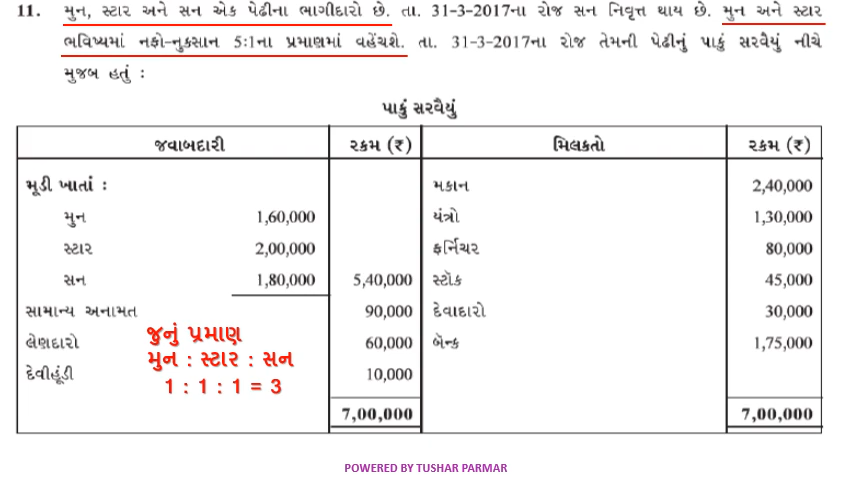 11. મુન, સ્ટાર અને સન એક પેઢીના ભાગીદારો છે. તા. 31-3-2017ના રોજ સન નિવૃત્ત થાય છે. મુન અને સ્ટાર
ભવિષ્યમાં નફો-નુકસાન 5:1ના પ્રમાણમાં વહેંચશે. તા. 31-3-2017ના રોજ તેમની પેઢીનું પાકું સરવૈયું નીચે
મુજબ હતું :
પાકું સરવૈયું
જવાબદારી રકમ (₹) મિલકતો રકમ (₹)
મૂડી ખાતાં : મકાન 2,40,000
મુન 1,60,000 યંત્રો 1,30,000
સ્ટાર 2,00,000 ફર્નિચર 80,000
સન 1,80,000 5,40,000 સ્ટૉક 45,000
સામાન્ય અનામત 90,000 દેવાદારો 30,000
લેણદારો 60,000 બૅન્ક 1,75,000
દેવીહૂંડી 10,000
7,00,000 7,00,000
જુનું પ્રમાણ
મુન : સ્ટાર : સન
1 : 1 : 1 = 3
POWERED BY TUSHAR PARMAR